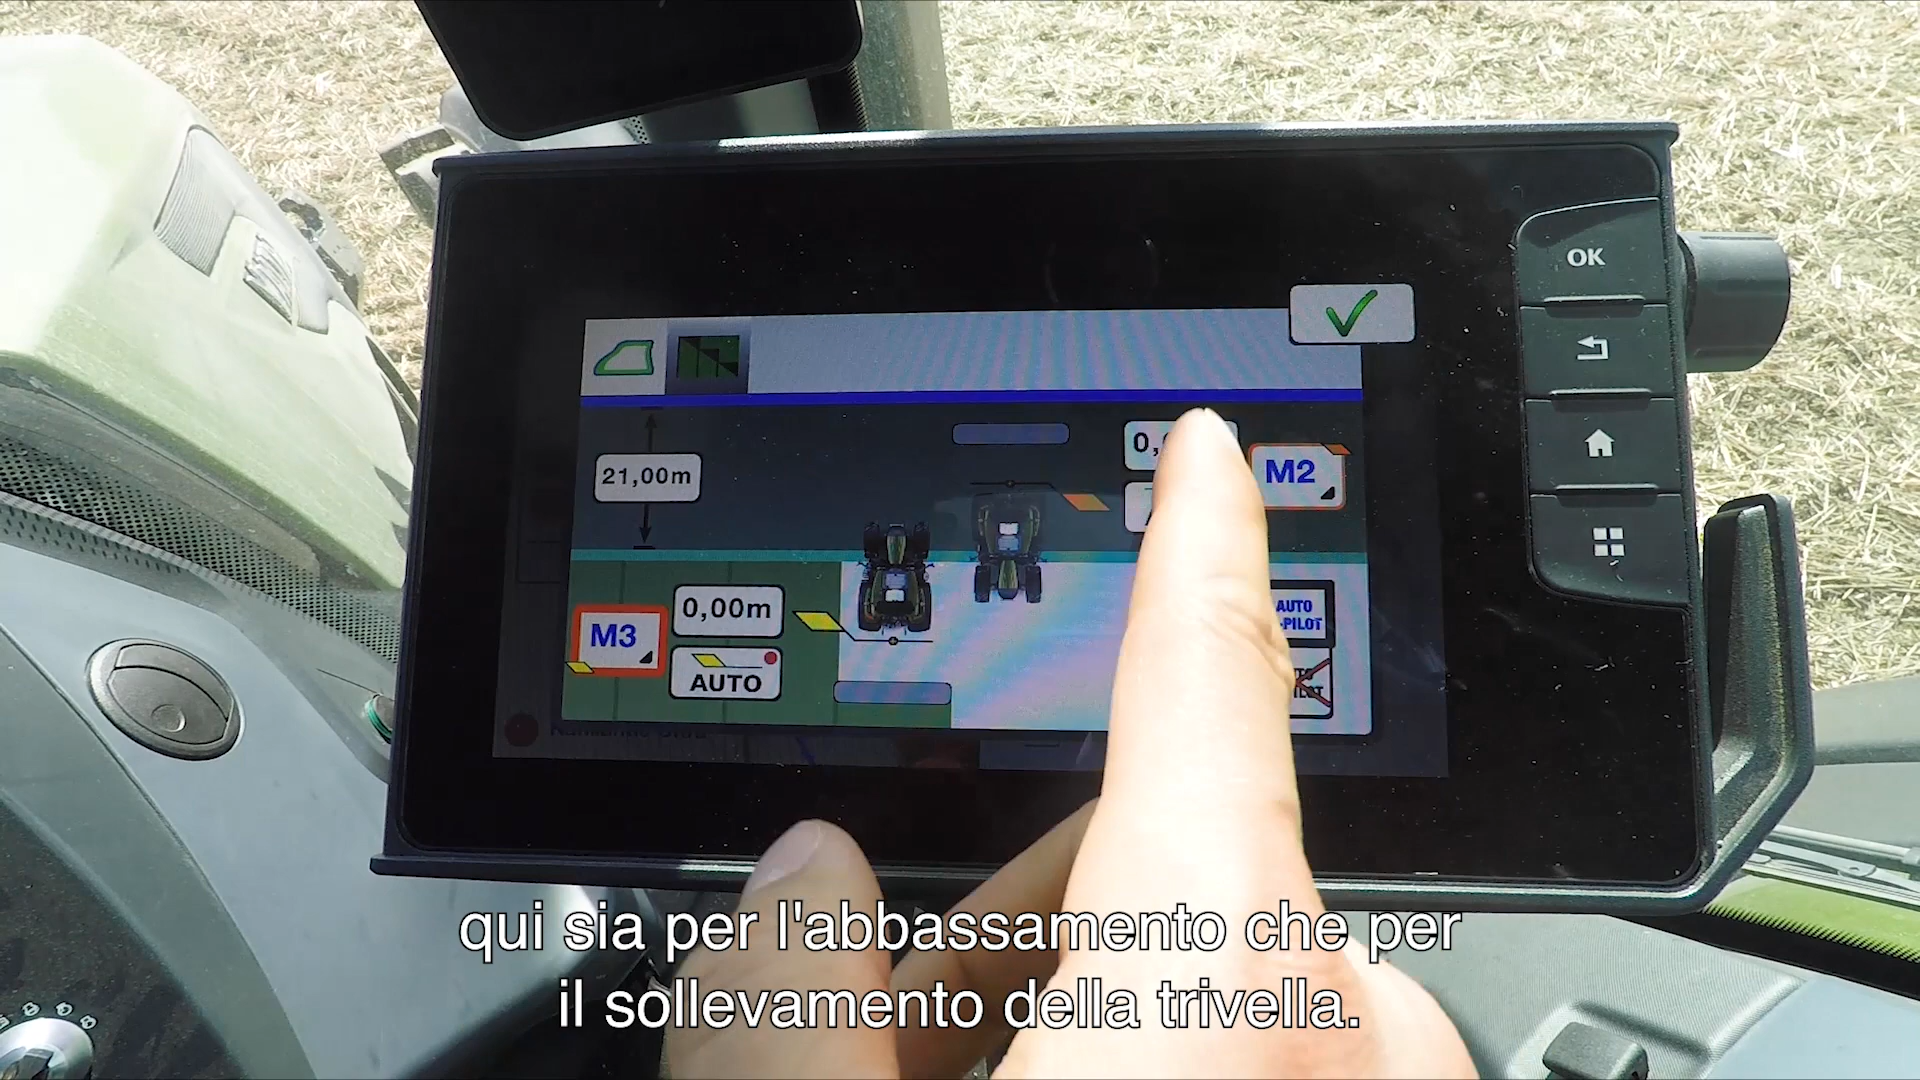 OK
M2
21,00m
0,00m
M3
AUTO
AUTO
-PILOT
qui sia per l'abbassamento che per
il sollevamento della trivella.